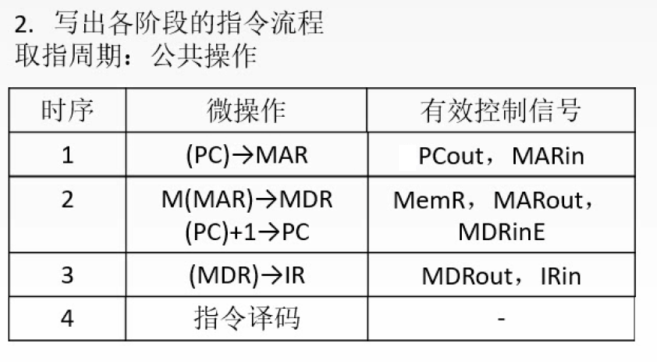 2. 写出各阶段的指令流程
取指周期：公共操作
时序 微操作 有效控制信号
1 (PC)→MAR PCout，MARin
2 M(MAR)→MDR MemR，MARout，
(PC)+1→PC MDRinE
3 (MDR)→IR MDRout，IRin
4 指令译码 -